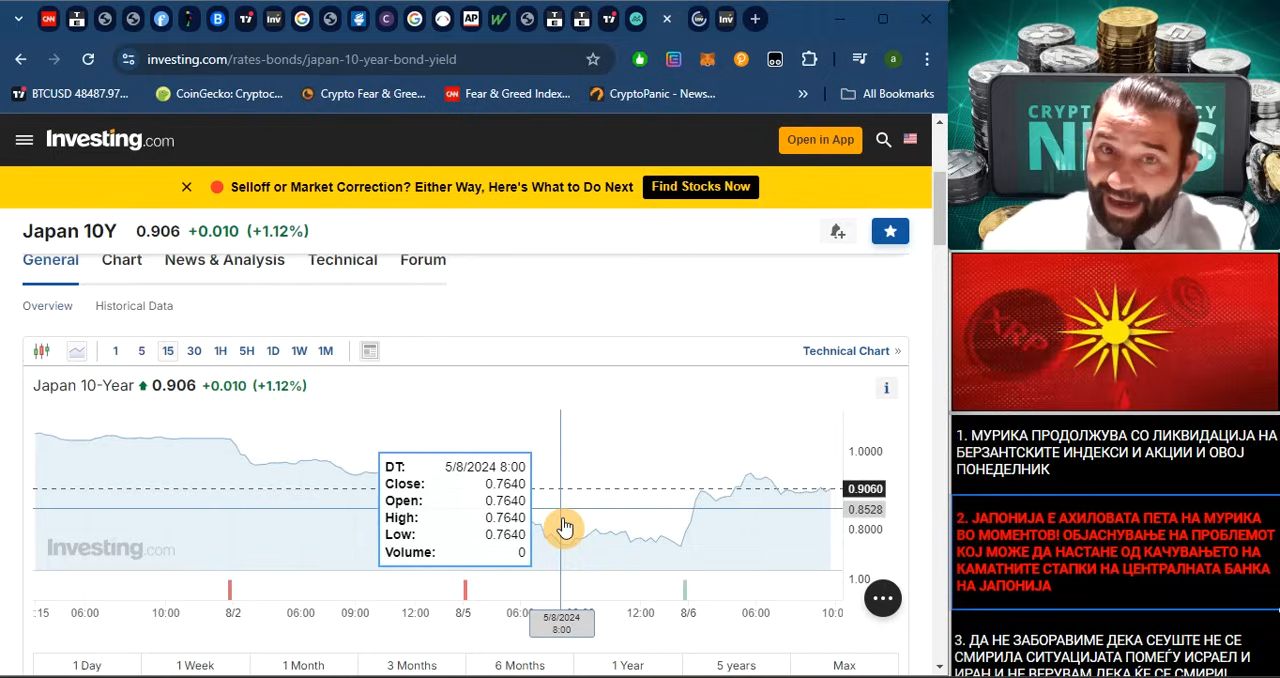 investing.com/rates-bonds/japan-10-year-bond-yield
BTCUSD 48487.97...
CoinGecko: Cryptoc...
Crypto Fear & Gree...
Fear & Greed Index...
CryptoPanic - News...
All Bookmarks
Investing.com
Open in App
Selloff or Market Correction? Either Way, Here's What to Do Next
Find Stocks Now
Japan 10Y 0.906 +0.010 (+1.12%)
General Chart News & Analysis Technical Forum
Overview Historical Data
1 5 15 30 1H 5H 1D 1W 1M
Technical Chart »
Japan 10-Year 0.906 +0.010 (+1.12%)
DT: 5/8/2024 8:00
Close: 0.7640
Open: 0.7640
High: 0.7640
Low: 0.7640
Volume: 0
1.0000
0.9060
0.8528
0.8000
1.00
Investing.com
:15 06:00 10:00 8/2 06:00 09:00 12:00 8/5 06:00 12:00 8/6 06:00 10:0
5/8/2024
8:00
1 Day 1 Week 1 Month 3 Months 6 Months 1 Year 5 years Max
CRYPT CY
NEWS
XRP
1. МУРИКА ПРОДОЛЖУВА СО ЛИКВИДАЦИЈА НА
БЕРЗАНТСКИТЕ ИНДЕКСИ И АКЦИИ И ОВОЈ
ПОНЕДЕЛНИК
2. ЈАПОНИЈА Е АХИЛОВАТА ПЕТА НА МУРИКА
ВО МОМЕНТОВ! ОБЈАСНУВАЊЕ НА ПРОБЛЕМОТ
КОЈ МОЖЕ ДА НАСТАНЕ ОД КАЧУВАЊЕТО НА
КАМАТНИТЕ СТАПКИ НА ЦЕНТРАЛНАТА БАНКА
НА ЈАПОНИЈА
3. ДА НЕ ЗАБОРАВИМЕ ДЕКА СЕУШТЕ НЕ СЕ
СМИРИЛА СИТУАЦИЈАТА ПОМЕЃУ ИСРАЕЛ И
ИРАН И НЕ ВЕРУВАМ ДЕКА ЌЕ СЕ СМИРИ!